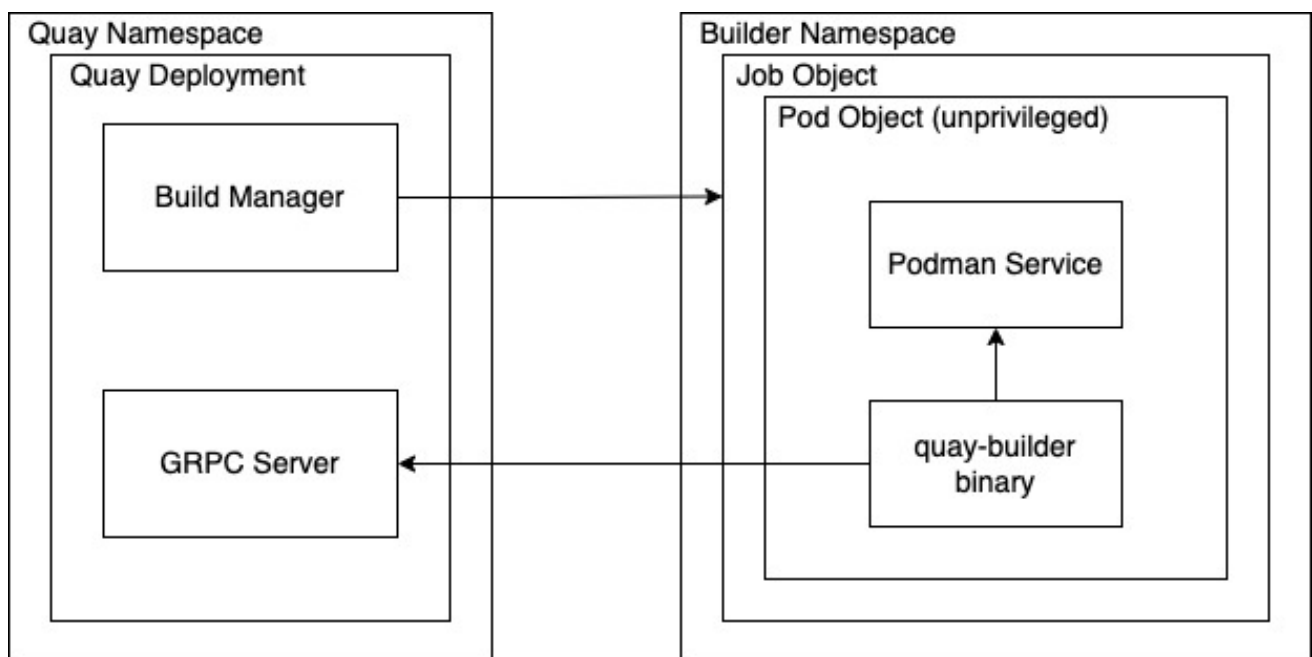 Quay Namespace
Quay Deployment
Build Manager
GRPC Server
Builder Namespace
Job Object
Pod Object (unprivileged)
Podman Service
quay-builder
binary